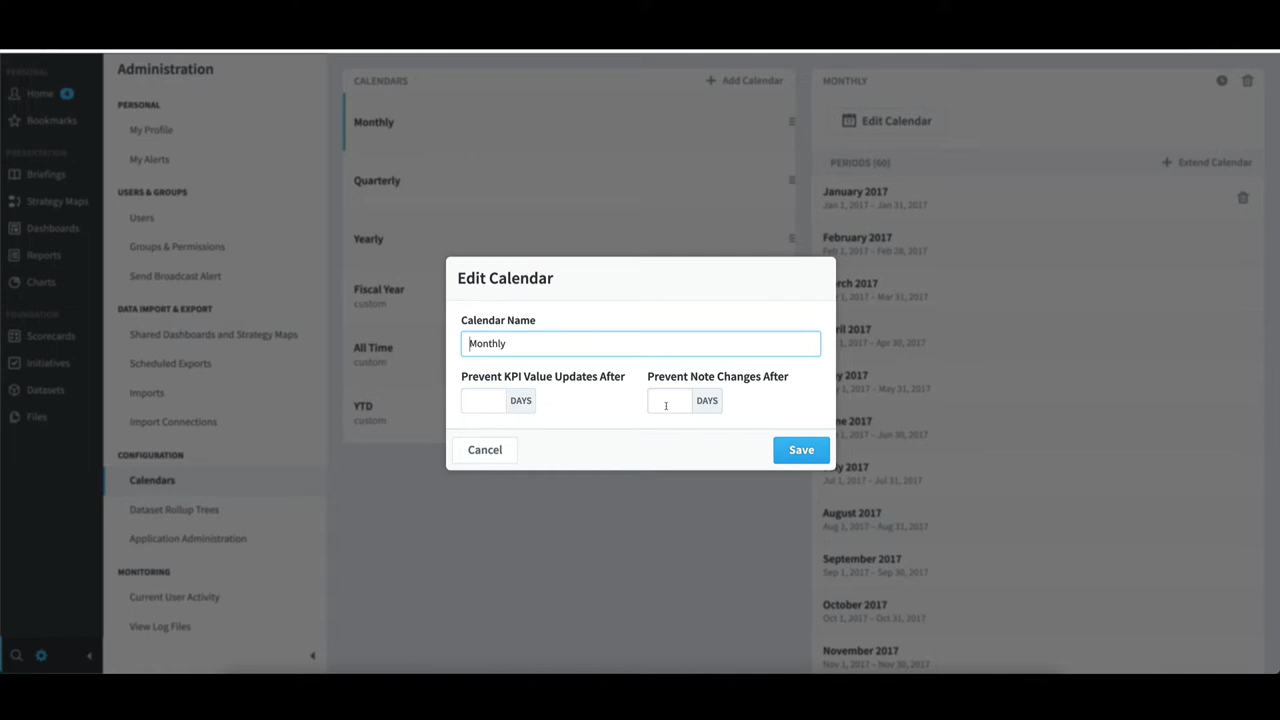 PERSONAL
Home 4
Bookmarks
PRESENTATION
Briefings
Strategy Maps
Dashboards
Reports
Charts
FOUNDATION
Scorecards
Initiatives
Datasets
Files
Administration
PERSONAL
My Profile
My Alerts
USERS & GROUPS
Users
Groups & Permissions
Send Broadcast Alert
DATA IMPORT & EXPORT
Shared Dashboards and Strategy Maps
Scheduled Exports
Imports
Import Connections
CONFIGURATION
Calendars
Dataset Rollup Trees
Application Administration
MONITORING
Current User Activity
View Log Files
CALENDARS
+ Add Calendar
Monthly
Quarterly
Yearly
Fiscal Year
custom
All Time
custom
YTD
custom
Edit Calendar
Calendar Name
Monthly
Prevent KPI Value Updates After
DAYS
Prevent Note Changes After
DAYS
Cancel
Save
MONTHLY
Edit Calendar
PERIODS (60)
+ Extend Calendar
January 2017
Jan 1, 2017 – Jan 31, 2017
February 2017
Feb 1, 2017 – Feb 28, 2017
rch 2017
r 1, 2017 – Mar 31, 2017
ril 2017
r 1, 2017 – Apr 30, 2017
y 2017
y 1, 2017 – May 31, 2017
ne 2017
1, 2017 – Jun 30, 2017
y 2017
Jul 1, 2017 – Jul 31, 2017
August 2017
Aug 1, 2017 – Aug 31, 2017
September 2017
Sep 1, 2017 – Sep 30, 2017
October 2017
Oct 1, 2017 – Oct 31, 2017
November 2017
Nov 1, 2017 – Nov 30, 2017